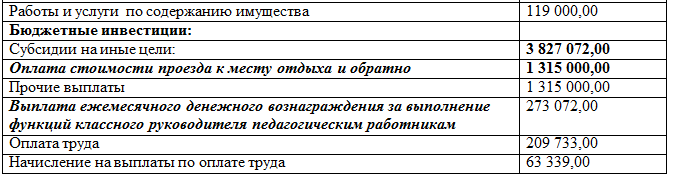 Работы и услуги по содержанию имущества 119 000,00
Бюджетные инвестиции:
Субсидии на иные цели: 3 827 072,00
Оплата стоимости проезда к месту отдыха и обратно 1 315 000,00
Прочие выплаты 1 315 000,00
Выплата ежемесячного денежного вознаграждения за выполнение 273 072,00
функций классного руководителя педагогическим работникам
Оплата труда 209 733,00
Начисление на выплаты по оплате труда 63 339,00